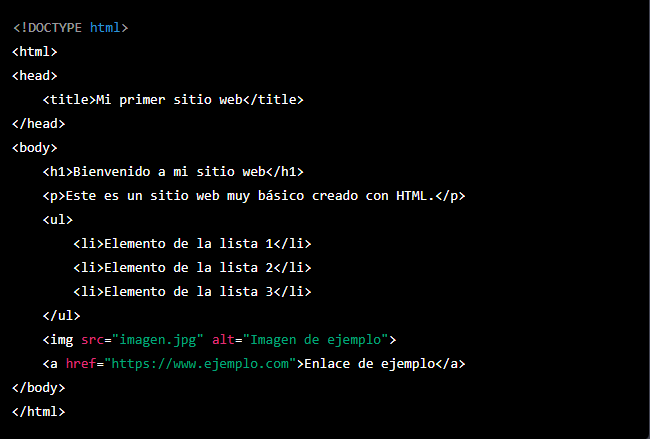 <!DOCTYPE html>
<html>
<head>
    <title>Mi primer sitio web</title>
</head>
<body>
    <h1>Bienvenido a mi sitio web</h1>
    <p>Este es un sitio web muy básico creado con HTML.</p>
    <ul>
        <li>Elemento de la lista 1</li>
        <li>Elemento de la lista 2</li>
        <li>Elemento de la lista 3</li>
    </ul>
    <img src="imagen.jpg" alt="Imagen de ejemplo">
    <a href="https://www.ejemplo.com">Enlace de ejemplo</a>
</body>
</html>